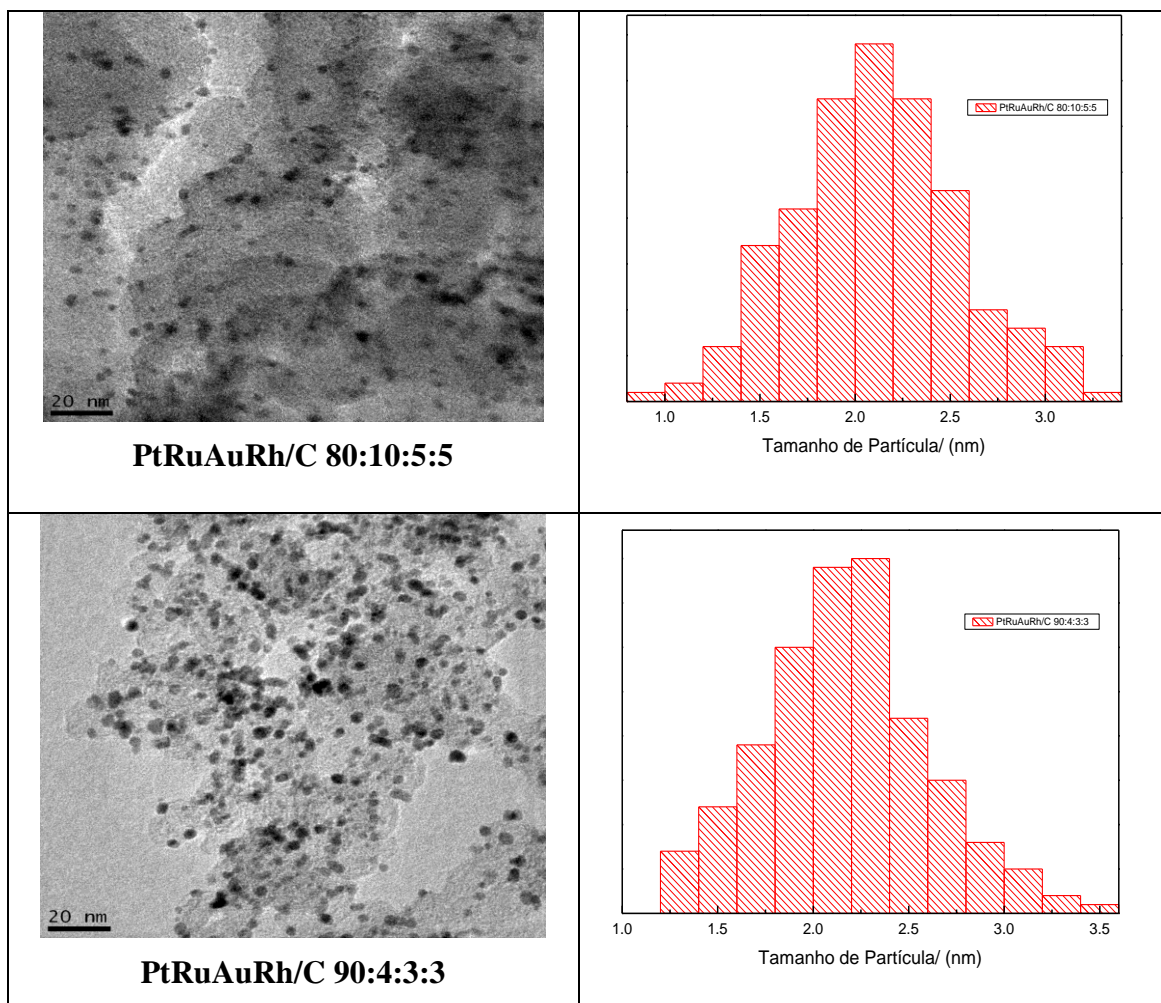 20 nm
PtRuAuRh/C 80:10:5:5
PtRuAuRh/C 80:10:5:5
1.0 1.5 2.0 2.5 3.0
Tamanho de Partícula/ (nm)
20 nm
PtRuAuRh/C 90:4:3:3
PtRuAuRh/C 90:4:3:3
1.0 1.5 2.0 2.5 3.0 3.5
Tamanho de Partícula/ (nm)